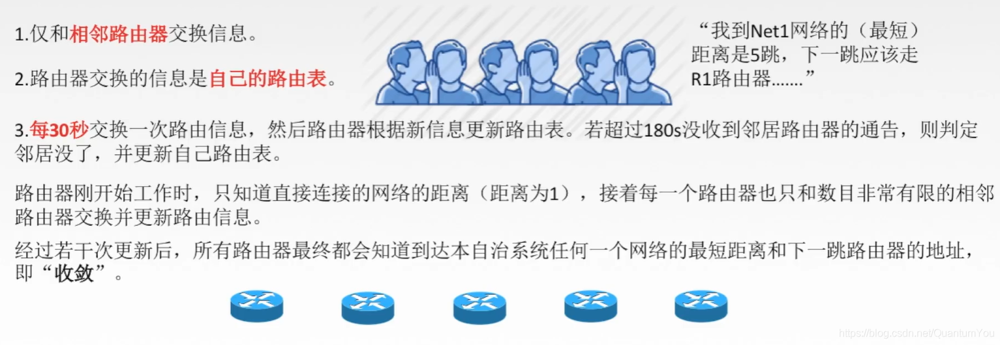 1.仅和相邻路由器交换信息。
“我到Net1网络的（最短）
距离是5跳，下一跳应该走
R1路由器.......”
2.路由器交换的信息是自己的路由表。
3.每30秒交换一次路由信息，然后路由器根据新信息更新路由表。若超过180s没收到邻居路由器的通告，则判定
邻居没了，并更新自己路由表。
路由器刚开始工作时，只知道直接连接的网络的距离（距离为1），接着每一个路由器也只和数目非常有限的相邻
路由器交换并更新路由信息。
经过若干次更新后，所有路由器最终都会知道到达本自治系统任何一个网络的最短距离和下一跳路由器的地址，
即“收敛”。
https://blog.csdn.net/QuantumYou